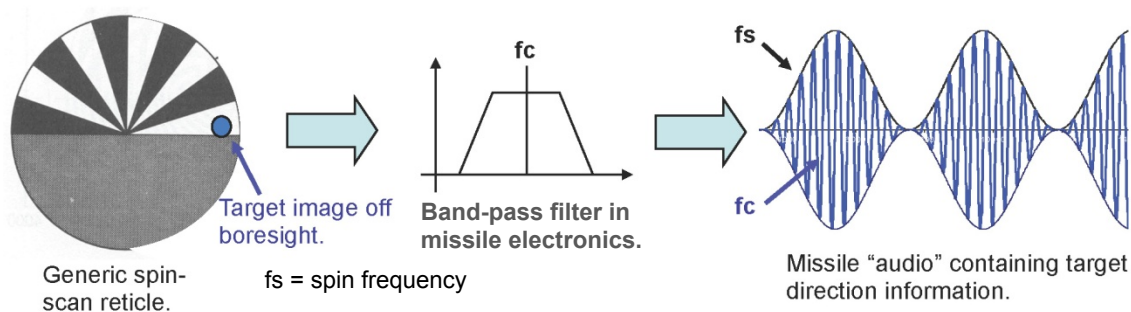 fc
fs
fc
Target image off
boresight.
Band-pass filter in
missile electronics.
Generic spin-
scan reticle.
fs = spin frequency
Missile “audio” containing target
direction information.